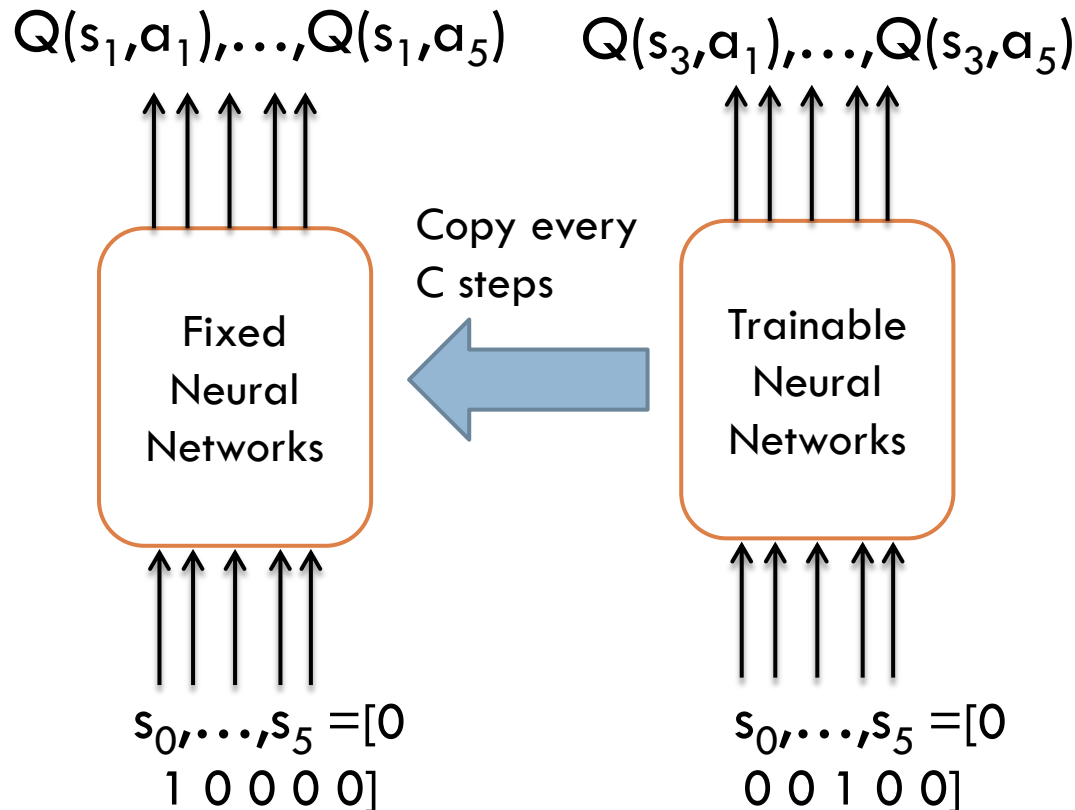 Q(s₁,a₁),...,Q(s₁,a₅)
Q(s₃,a₁),...,Q(s₃,a₅)
Copy every
C steps
Fixed
Neural
Networks
Trainable
Neural
Networks
s₀,...,s₅ =[0
1 0 0 0 0]
s₀,...,s₅ =[0
0 0 1 0 0]